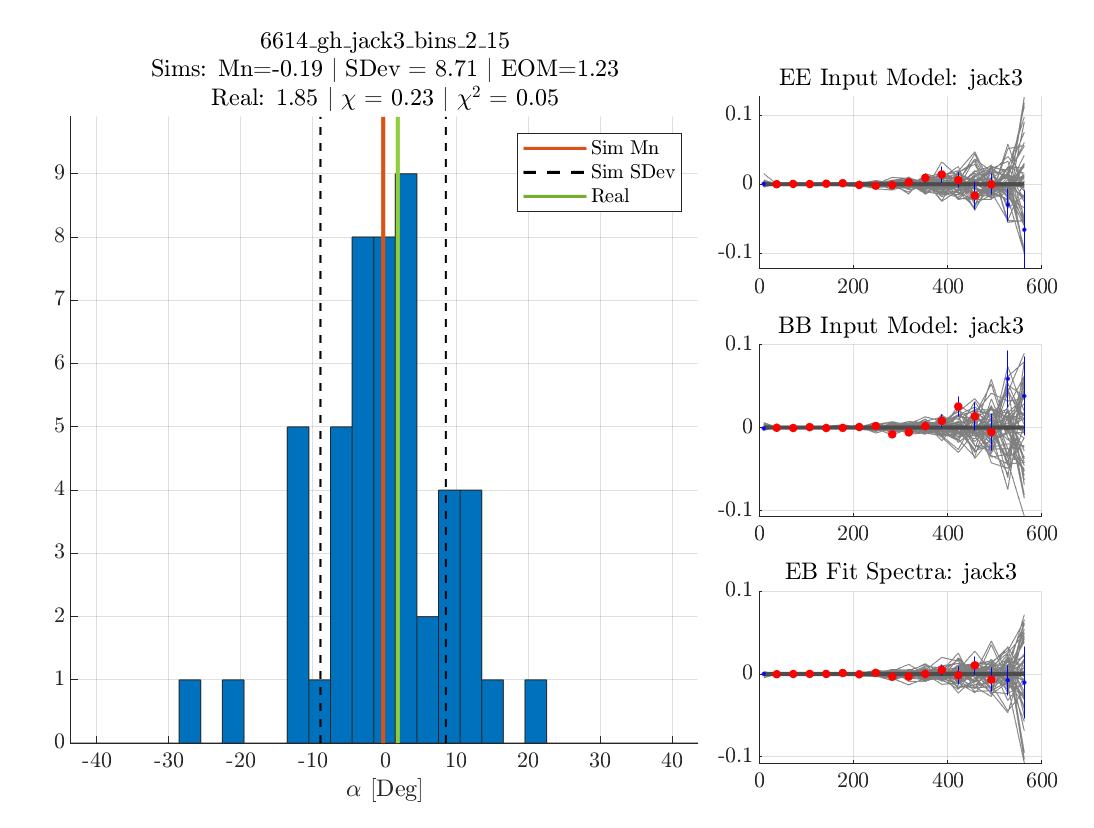 6614_gh_jack3_bins_2_15
Sims: Mn=-0.19 | SDev = 8.71 | EOM=1.23
Real: 1.85 | χ = 0.23 | χ² = 0.05
Sim Mn
Sim SDev
Real
9
8
7
6
5
4
3
2
1
0
-40 -30 -20 -10 0 10 20 30 40
α [Deg]
EE Input Model: jack3
0.1
0
-0.1
0 200 400 600
BB Input Model: jack3
0.1
0
-0.1
0 200 400 600
EB Fit Spectra: jack3
0.1
0
-0.1
0 200 400 600